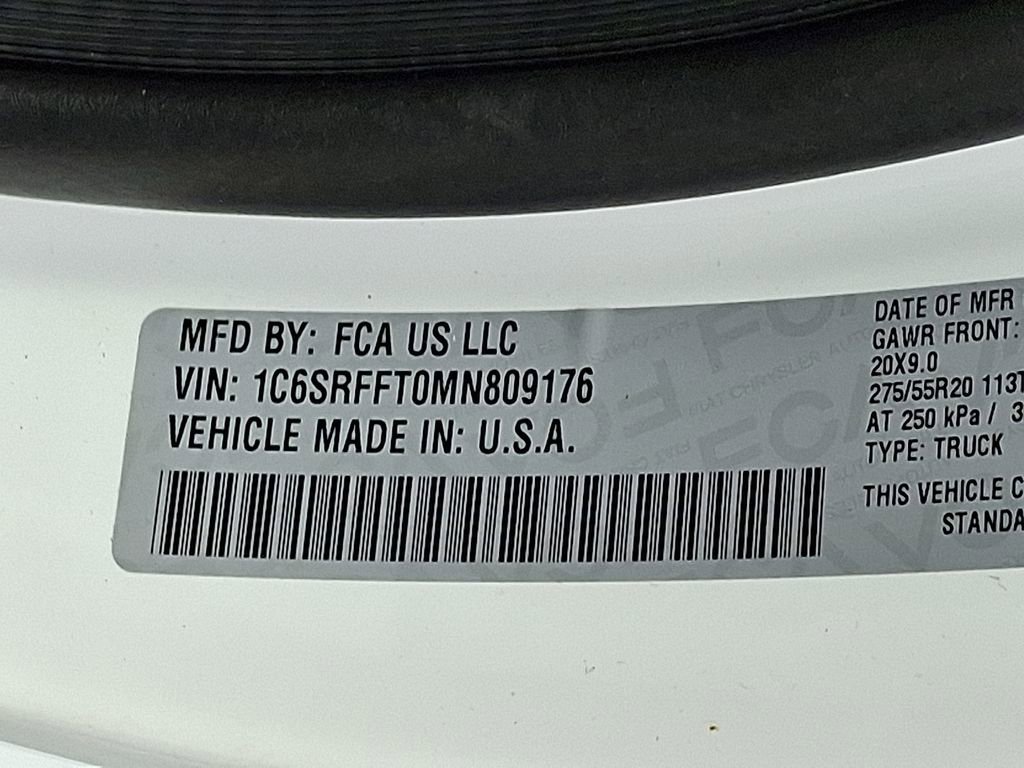 MFD BY: FCA US LLC
VIN: 1C6SRFFT0MN809176
VEHICLE MADE IN: U.S.A.
DATE OF MFR
GAWR FRONT:
20X9.0
275/55R20 113T
AT 250 kPa / 3
TYPE: TRUCK
THIS VEHICLE C
STANDA